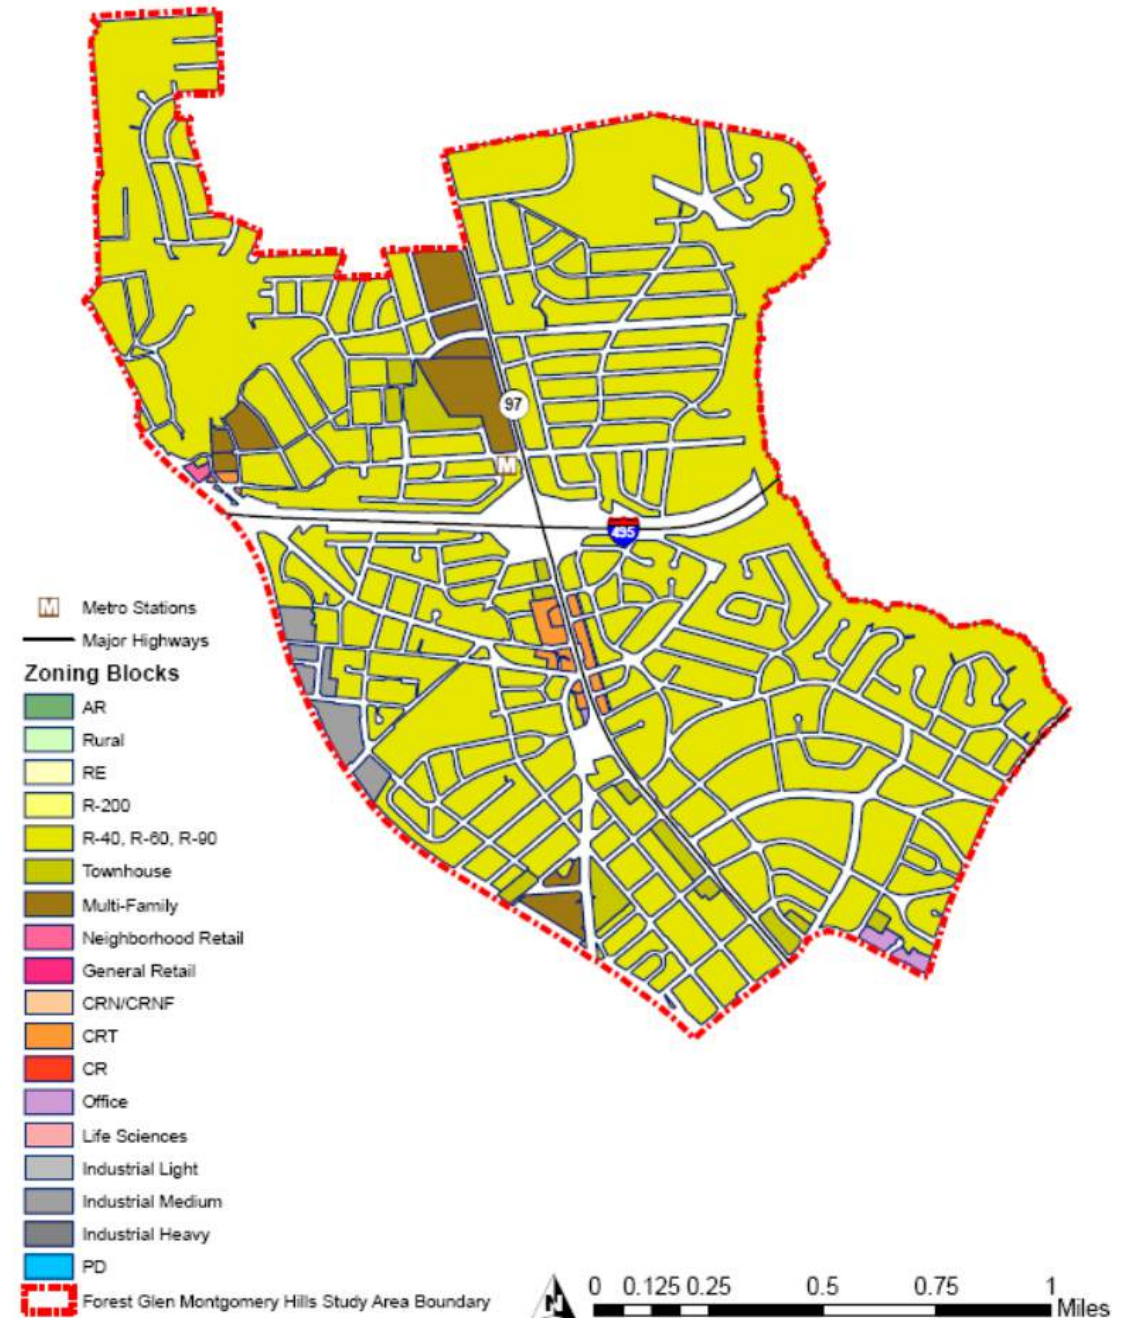 97
M
495
M Metro Stations
Major Highways
Zoning Blocks
AR
Rural
RE
R-200
R-40, R-60, R-90
Townhouse
Multi-Family
Neighborhood Retail
General Retail
CRN/CRNF
CRT
CR
Office
Life Sciences
Industrial Light
Industrial Medium
Industrial Heavy
PD
Forest Glen Montgomery Hills Study Area Boundary
N
0 0.125 0.25 0.5 0.75 1
Miles